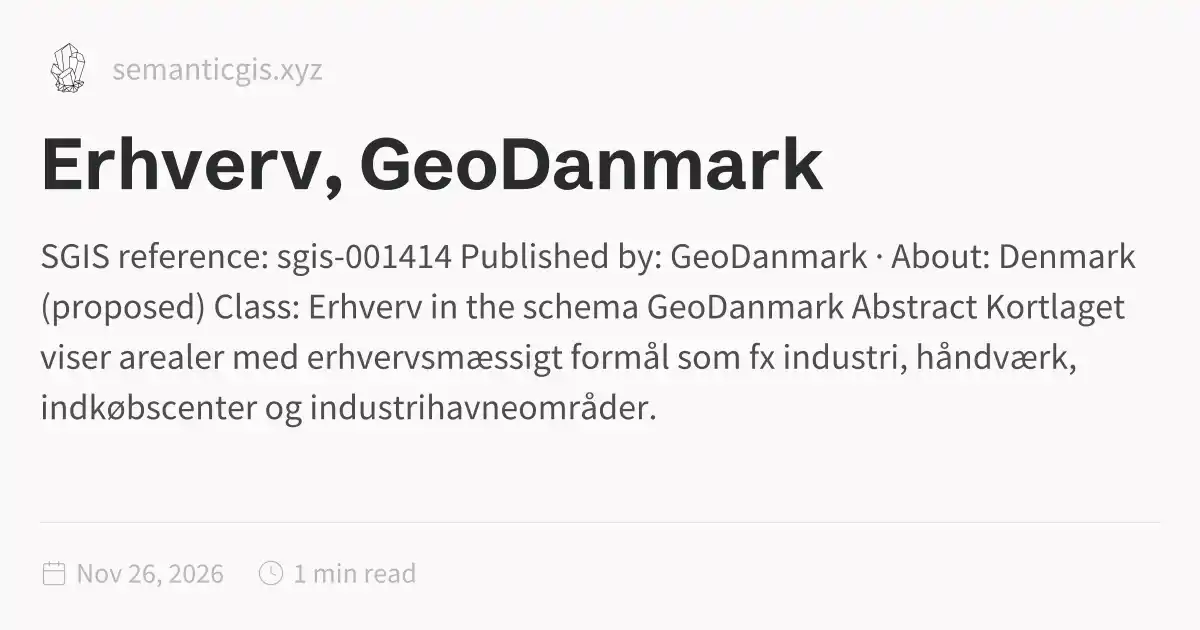 semanticgis.xyz
Erhverv, GeoDanmark
SGIS reference: sgis-001414 Published by: GeoDanmark · About: Denmark
(proposed) Class: Erhverv in the schema GeoDanmark Abstract Kortlaget
viser arealer med erhvervsmæssigt formål som fx industri, håndværk,
indkøbscenter og industrihavneområder.
Nov 26, 2026 1 min read